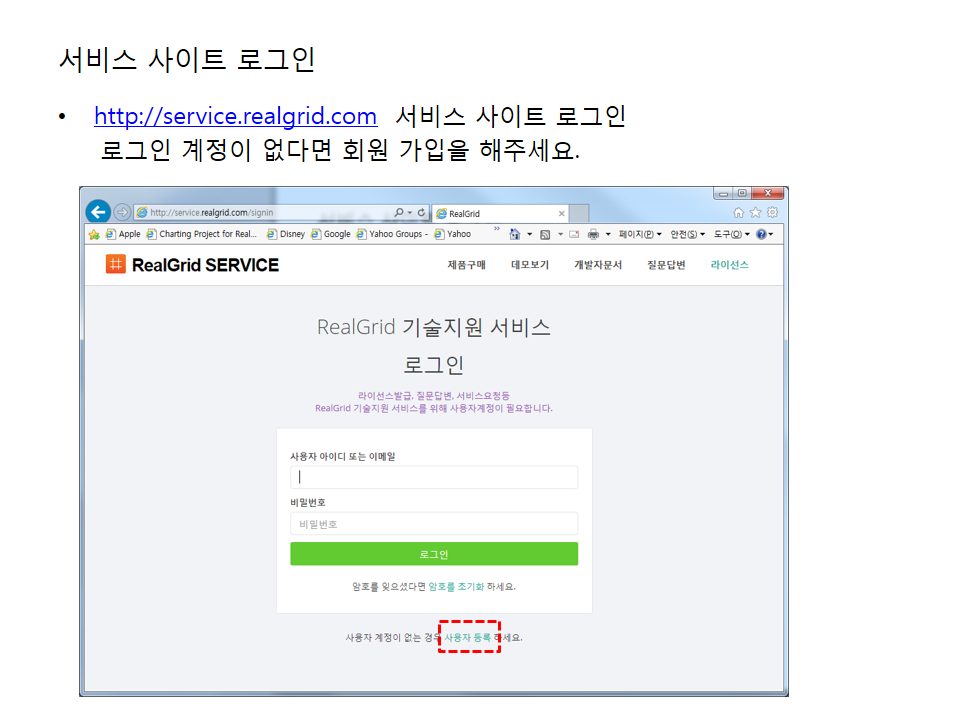 서비스 사이트 로그인
• http://service.realgrid.com 서비스 사이트 로그인
로그인 계정이 없다면 회원 가입을 해주세요.
http://service.realgrid.com/signin
RealGrid
Apple Charting Project for Real... Disney Google Yahoo Groups - Yahoo » 페이지(P) 안전(S) 도구(O)
RealGrid SERVICE 제품구매 데모보기 개발자문서 질문답변 라이선스
RealGrid 기술지원 서비스
로그인
라이선스발급, 질문답변, 서비스요청등
RealGrid 기술지원 서비스를 위해 사용자계정이 필요합니다.
사용자 아이디 또는 이메일
비밀번호
비밀번호
로그인
암호를 잊으셨다면 암호를 초기화 하세요.
사용자 계정이 없는 경우 사용자 등록 하세요.